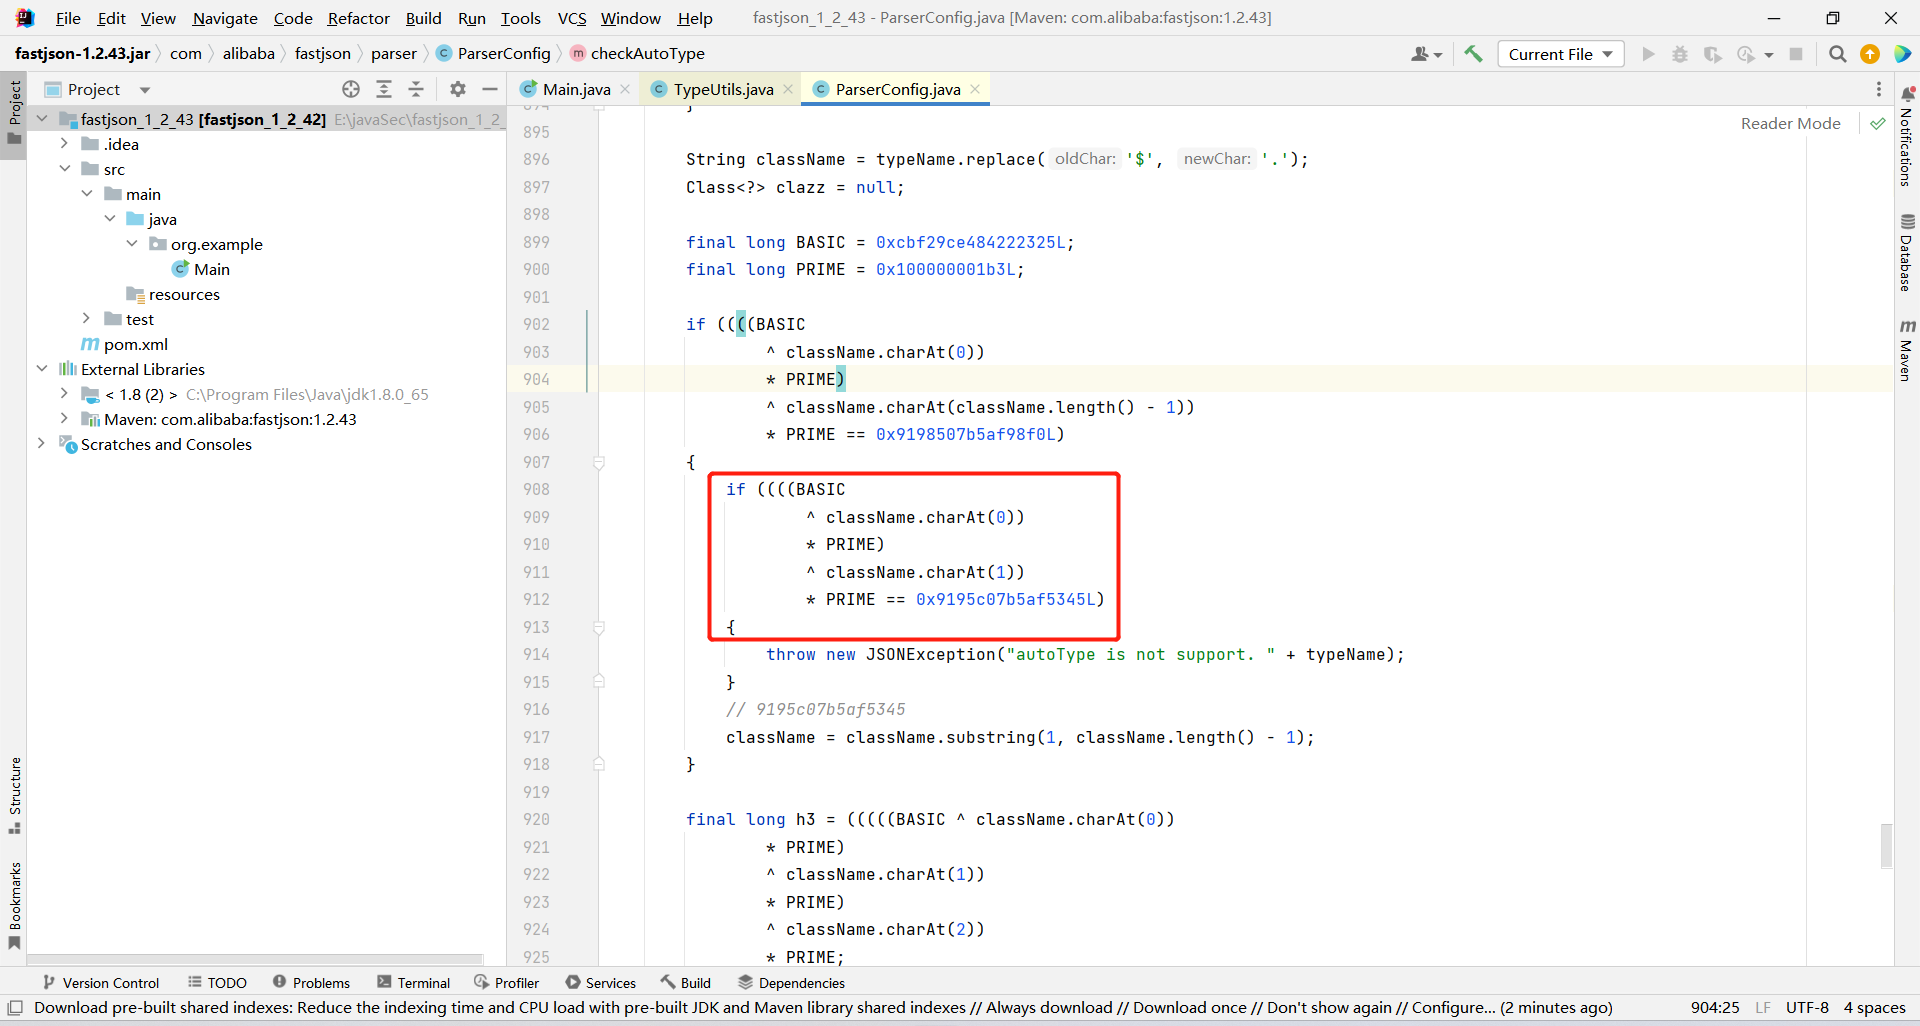 File Edit View Navigate Code Refactor Build Run Tools VCS Window Help fastjson_1_2_43 - ParserConfig.java [Maven: com.alibaba:fastjson:1.2.43]
fastjson-1.2.43.jar com alibaba fastjson parser ParserConfig checkAutoType Current File
Project
Main.java TypeUtils.java ParserConfig.java
fastjson_1_2_43 [fastjson_1_2_42] E:\javaSec\fastjson_1_2_
.idea
src
main
java
org.example
Main
resources
test
pom.xml
External Libraries
< 1.8 (2) > C:\Program Files\Java\jdk1.8.0_65
Maven: com.alibaba:fastjson:1.2.43
Scratches and Consoles
Project
Structure
Bookmarks
Reader Mode
894 }
895
896 String className = typeName.replace( oldChar: '$', newChar: '.');
897 Class<?> clazz = null;
898
899 final long BASIC = 0xcbf29ce484222325L;
900 final long PRIME = 0x100000001b3L;
901
902 if ((((BASIC
903 ^ className.charAt(0))
904 * PRIME)
905 ^ className.charAt(className.length() - 1))
906 * PRIME == 0x9198507b5af98f0L)
907 {
908 if ((((BASIC
909 ^ className.charAt(0))
910 * PRIME)
911 ^ className.charAt(1))
912 * PRIME == 0x9195c07b5af5345L)
913 {
914 throw new JSONException("autoType is not support. " + typeName);
915 }
916 // 9195c07b5af5345
917 className = className.substring(1, className.length() - 1);
918 }
919
920 final long h3 = (((((BASIC ^ className.charAt(0))
921 * PRIME)
922 ^ className.charAt(1))
923 * PRIME)
924 ^ className.charAt(2))
925 * PRIME;
Notifications
Database
Maven
Version Control TODO Problems Terminal Profiler Services Build Dependencies
Download pre-built shared indexes: Reduce the indexing time and CPU load with pre-built JDK and Maven library shared indexes // Always download // Download once // Don't show again // Configure... (2 minutes ago) 904:25 LF UTF-8 4 spaces